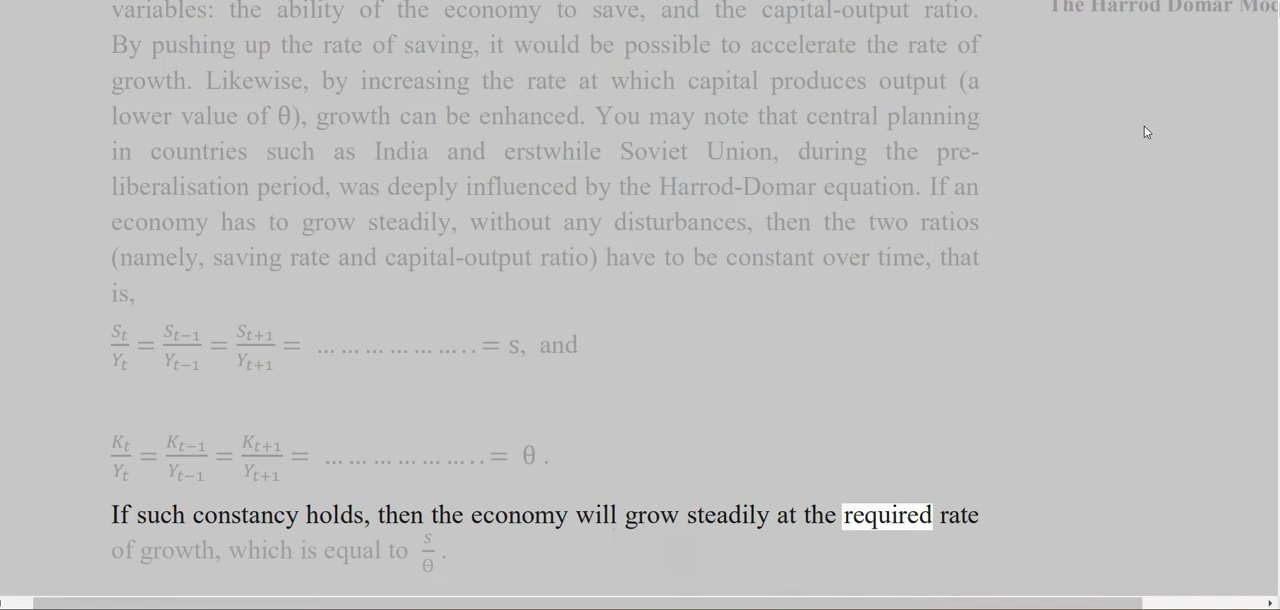 variables: the ability of the economy to save, and the capital-output ratio.
The Harrod Domar Mod
By pushing up the rate of saving, it would be possible to accelerate the rate of
growth. Likewise, by increasing the rate at which capital produces output (a
lower value of θ), growth can be enhanced. You may note that central planning
in countries such as India and erstwhile Soviet Union, during the pre-
liberalisation period, was deeply influenced by the Harrod-Domar equation. If an
economy has to grow steadily, without any disturbances, then the two ratios
(namely, saving rate and capital-output ratio) have to be constant over time, that
is,
S_t/Y_t = S_{t−1}/Y_{t−1} = S_{t+1}/Y_{t+1} = … … … … … … . . = s, and
K_t/Y_t = K_{t−1}/Y_{t−1} = K_{t+1}/Y_{t+1} = … … … … … … . . = θ .
If such constancy holds, then the economy will grow steadily at the required rate
of growth, which is equal to s/θ .